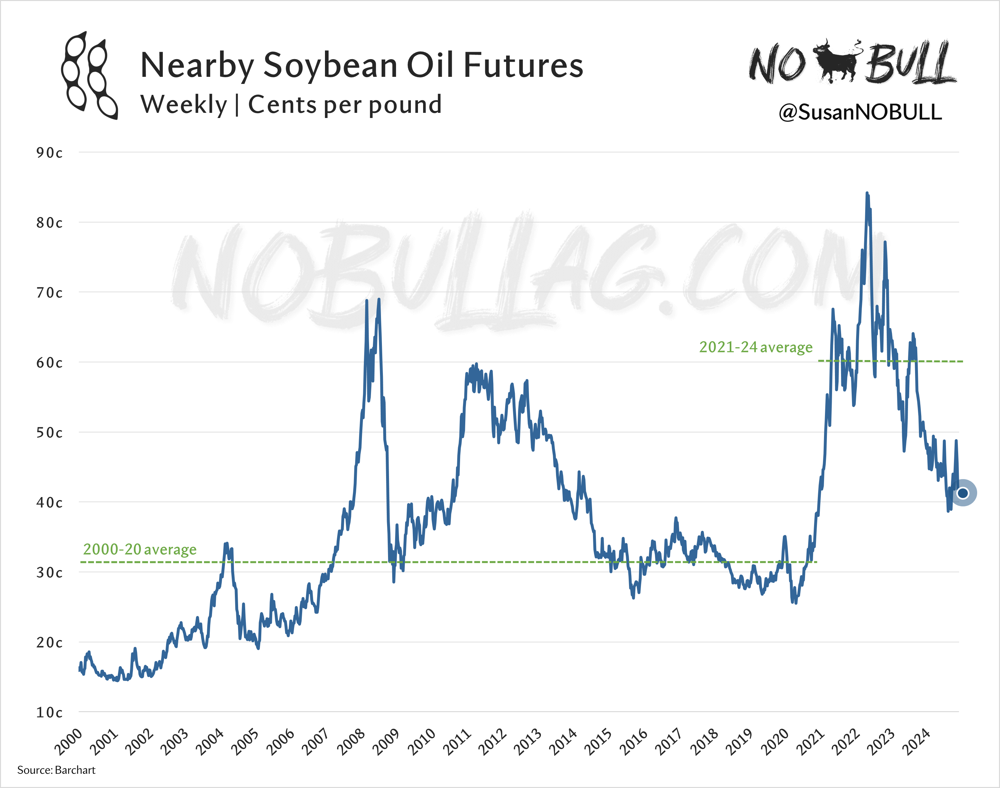 Nearby Soybean Oil Futures
Weekly | Cents per pound
NO BULL
@SusanNOBULL
90c
80c
NOBULLAG.COM
70c
2021-24 average
60c
50c
40c
2000-20 average
30c
20c
10c
2000 2001 2002 2003 2004 2005 2006 2007 2008 2009 2010 2011 2012 2013 2014 2015 2016 2017 2018 2019 2020 2021 2022 2023 2024
Source: Barchart